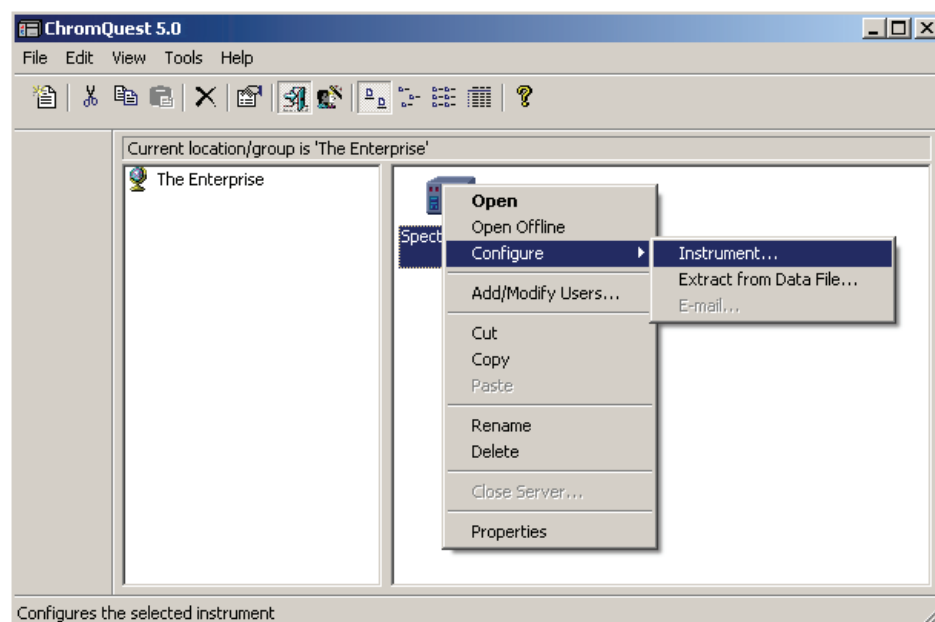 ChromQuest 5.0
File Edit View Tools Help
Current location/group is 'The Enterprise'
The Enterprise
Spect
Open
Open Offline
Configure
Instrument...
Extract from Data File...
E-mail...
Add/Modify Users...
Cut
Copy
Paste
Rename
Delete
Close Server...
Properties
Configures the selected instrument